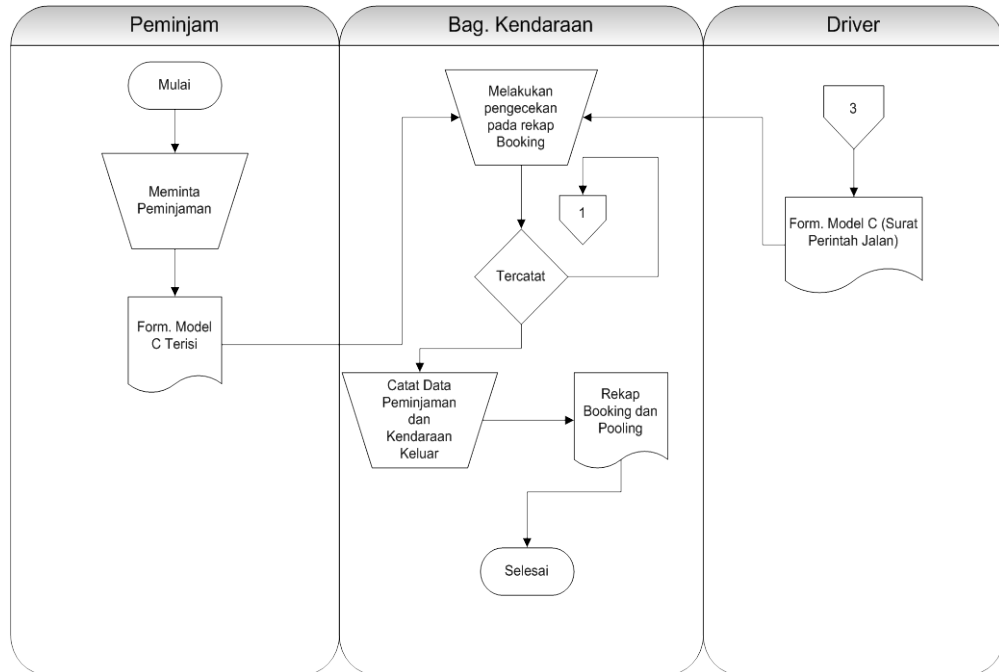 Peminjam
Bag. Kendaraan
Driver
Mulai
Meminta
Peminjaman
Form. Model
C Terisi
Melakukan
pengecekan
pada rekap
Booking
1
Tercatat
Catat Data
Peminjaman
dan
Kendaraan
Keluar
Rekap
Booking dan
Pooling
Selesai
3
Form. Model C (Surat
Perintah Jalan)